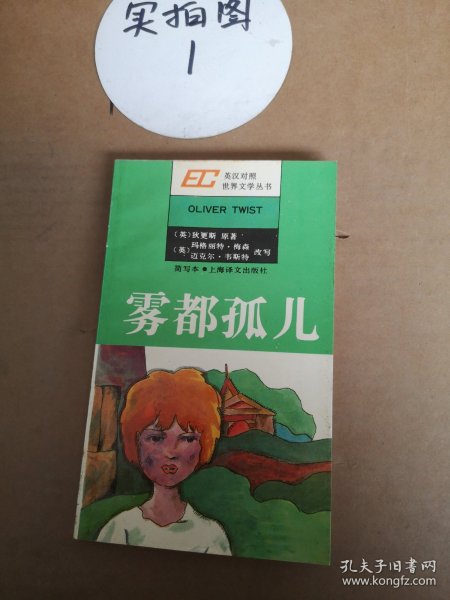 实拍图
1
EC
英汉对照
世界文学丛书
OLIVER TWIST
(英)狄更斯 原著
(英)玛格丽特·梅森 改写
迈克尔·韦斯特
简写本●上海译文出版社
雾都孤儿
孔夫子旧书网
www.kongfz.com